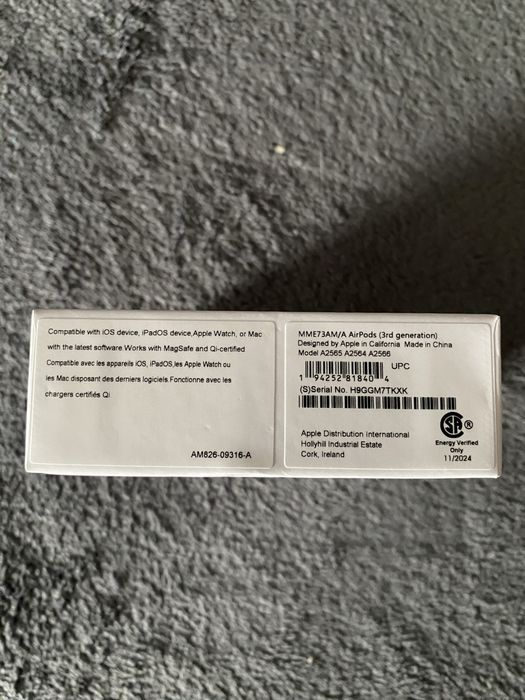 Compatible with iOS device, iPadOS device,Apple Watch, or Mac
with the latest software.Works with MagSafe and Qi-certified
Compatible avec les appareils iOS, iPadOS,les Apple Watch ou
les Mac disposant des derniers logiciels.Fonctionne avec les
chargers certifiés Qi
AM826-09316-A
MME73AM/A AirPods (3rd generation)
Designed by Apple in California Made in China
Model A2565 A2564 A2566
UPC
1 94252 81840 4
(S)Serial No. H9GGM7TKXK
Apple Distribution International
Hollyhill Industrial Estate
Cork, Ireland
SA
Energy Verified
Only
11/2024